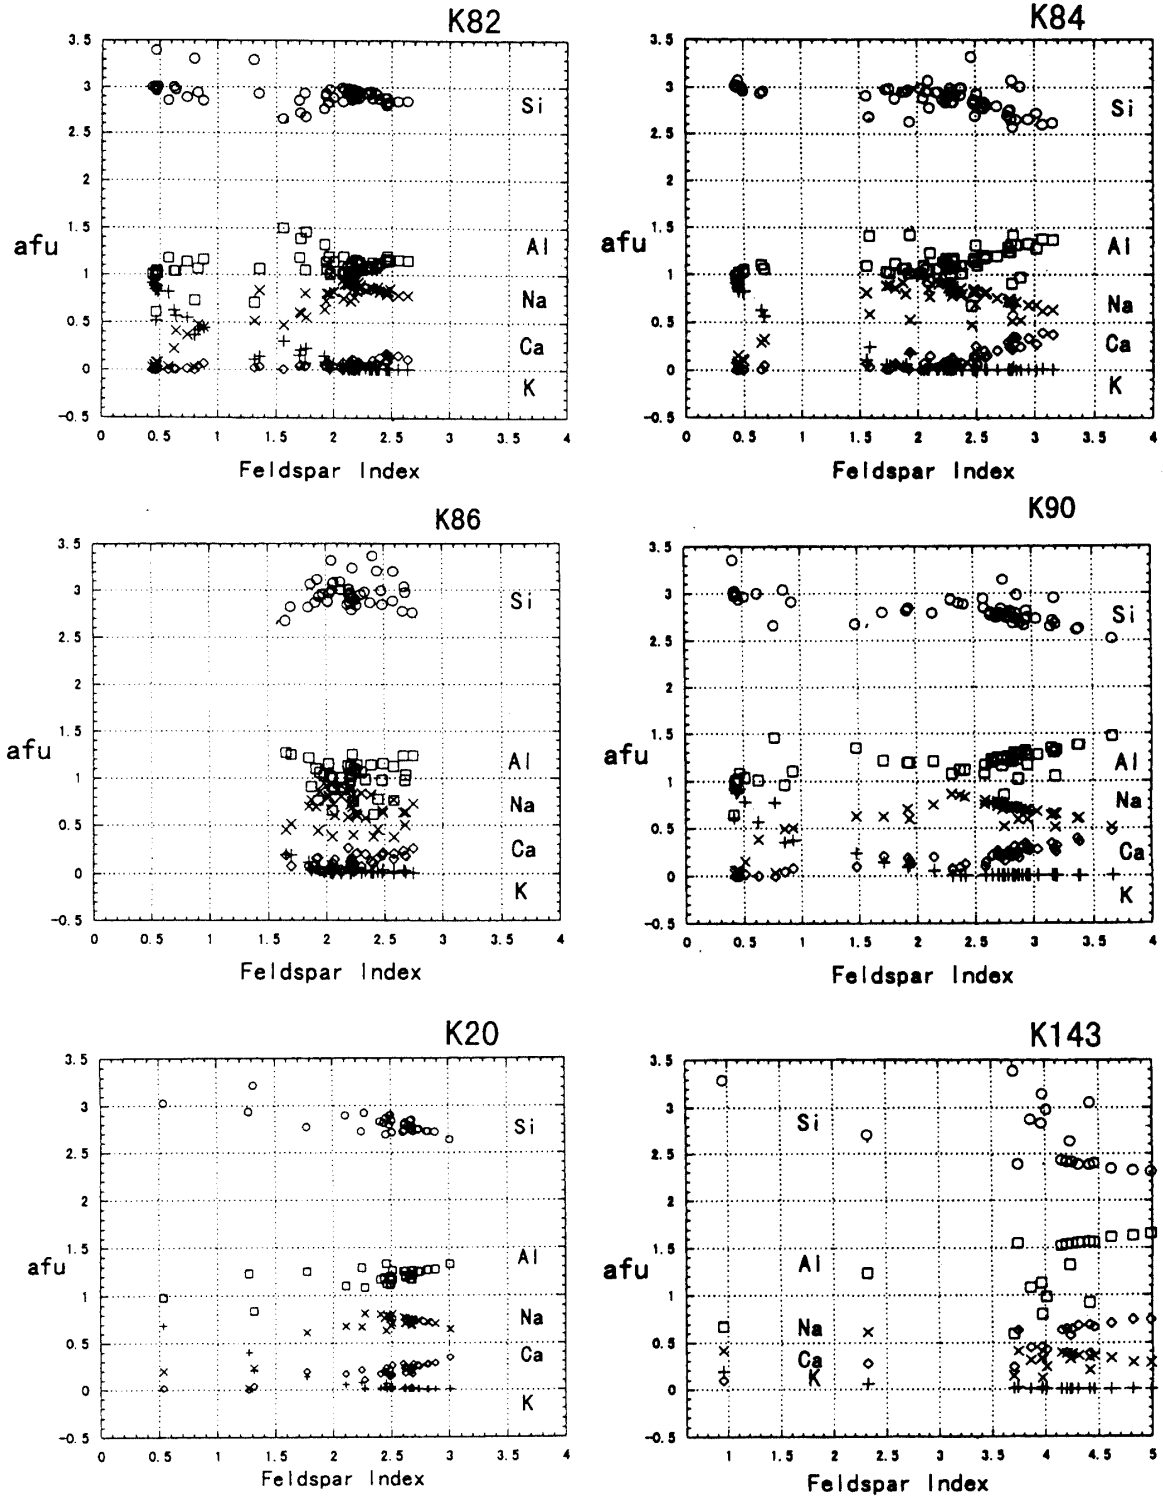 K82
3.5
3
2.5
2
1.5
1
0.5
0
-0.5
afu
Si
Al
Na
Ca
K
0 0.5 1 1.5 2 2.5 3 3.5 4
Feldspar Index
K84
3.5
3
2.5
2
1.5
1
0.5
0
-0.5
afu
Si
Al
Na
Ca
K
0 0.5 1 1.5 2 2.5 3 3.5 4
Feldspar Index
K86
3.5
3
2.5
2
1.5
1
0.5
0
-0.5
afu
Si
Al
Na
Ca
K
0 0.5 1 1.5 2 2.5 3 3.5 4
Feldspar Index
K90
3.5
3
2.5
2
1.5
1
0.5
0
-0.5
afu
Si
Al
Na
Ca
K
0 0.5 1 1.5 2 2.5 3 3.5 4
Feldspar Index
K20
3.5
3
2.5
2
1.5
1
0.5
0
-0.5
afu
Si
Al
Na
Ca
K
0 0.5 1 1.5 2 2.5 3 3.5 4
Feldspar Index
K143
3.5
3
2.5
2
1.5
1
0.5
0
-0.5
afu
Si
Al
Na
Ca
K
1 1.5 2 2.5 3 3.5 4 4.5 5
Feldspar Index